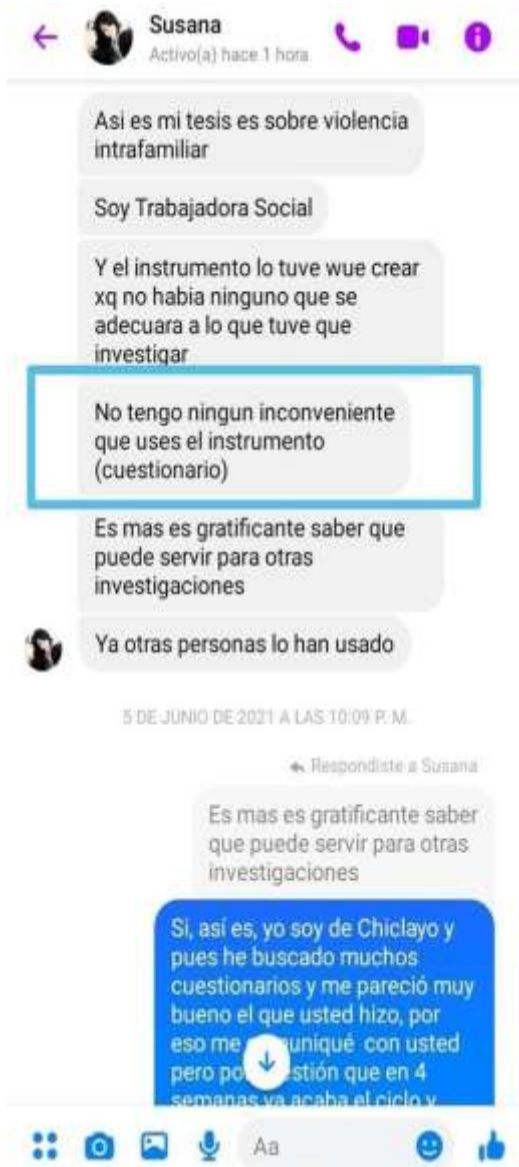 Susana
Activo(a) hace 1 hora
Asi es mi tesis es sobre violencia
intrafamiliar
Soy Trabajadora Social
Y el instrumento lo tuve wue crear
xq no habia ninguno que se
adecuara a lo que tuve que
investigar
No tengo ningun inconveniente
que uses el instrumento
(cuestionario)
Es mas es gratificante saber que
puede servir para otras
investigaciones
Ya otras personas lo han usado
5 DE JUNIO DE 2021 A LAS 10:09 P. M.
Respondiste a Susana
Es mas es gratificante saber
que puede servir para otras
investigaciones
Si, así es, yo soy de Chiclayo y
pues he buscado muchos
cuestionarios y me pareció muy
bueno el que usted hizo, por
eso me con usted
pero que en 4
semanas ya acaba el ciclo y
Aa